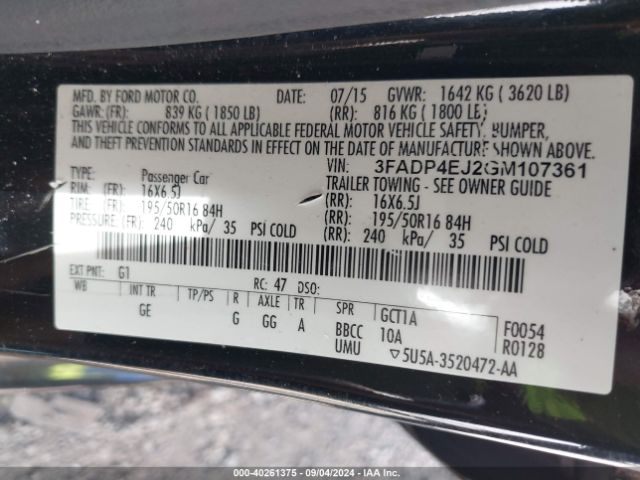 MFD. BY FORD MOTOR CO. DATE: 07/15 GVWR: 1642 KG ( 3620 LB)
GAWR: (FR): 839 KG ( 1850 LB) (RR): 816 KG ( 1800 LB)
THIS VEHICLE CONFORMS TO ALL APPLICABLE FEDERAL MOTOR VEHICLE SAFETY, BUMPER,
AND THEFT PREVENTION STANDARDS IN EFFECT ON THE DATE OF MANUFACTURE SHOWN ABOVE.
VIN: 3FADP4EJ2GM107361
TYPE: Passenger Car TRAILER TOWING - SEE OWNER GUIDE
RIM: (FR): 16X6.5J (RR): 16X6.5J
TIRE: (FR): 195/50R16 84H (RR): 195/50R16 84H
PRESSURE: (FR): 240 kPa/ 35 PSI COLD (RR): 240 kPa/ 35 PSI COLD
EXT PNT: G1 RC: 47 DSO:
WB INT TR TP/PS R AXLE TR SPR GCT1A F0054
GE G GG A BBCC 10A R0128
UMU ▽5U5A-3520472-AA
000-40261375 - 09/04/2024 - IAA Inc.